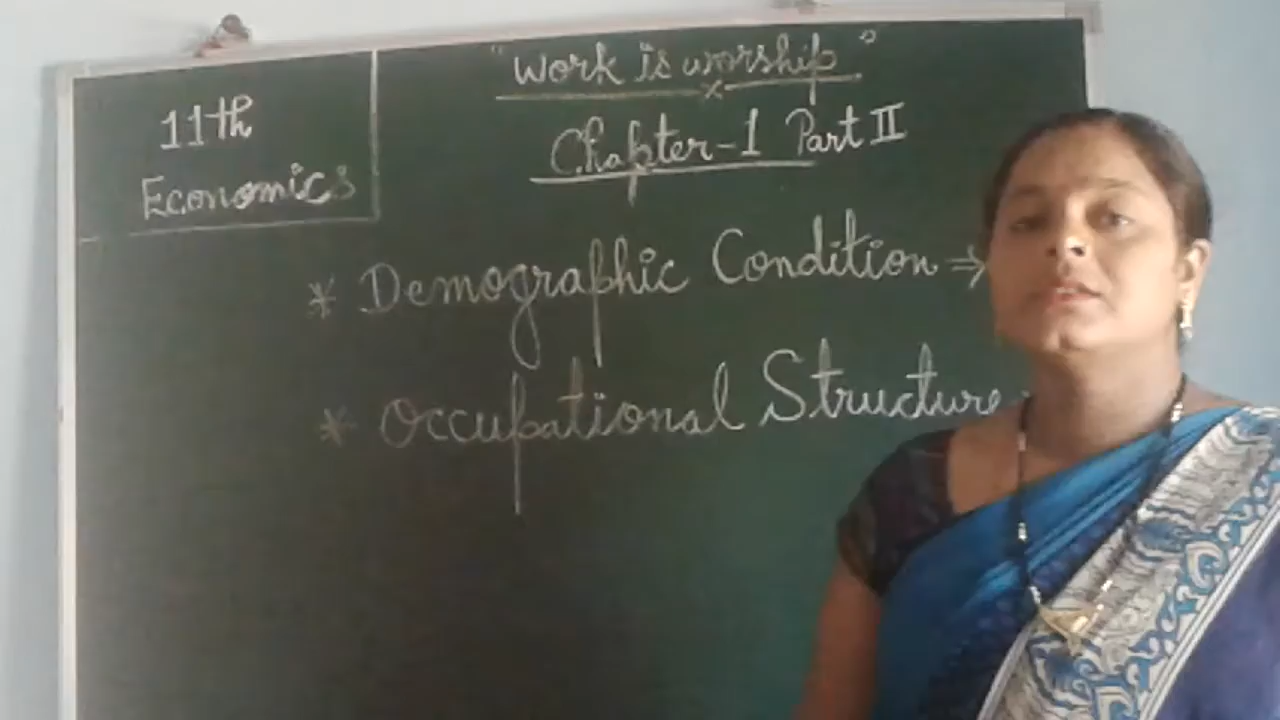 "Work is worship"
11th
Economics
Chapter-1 Part II
* Demographic Condition ⇒
* Occupational Structure